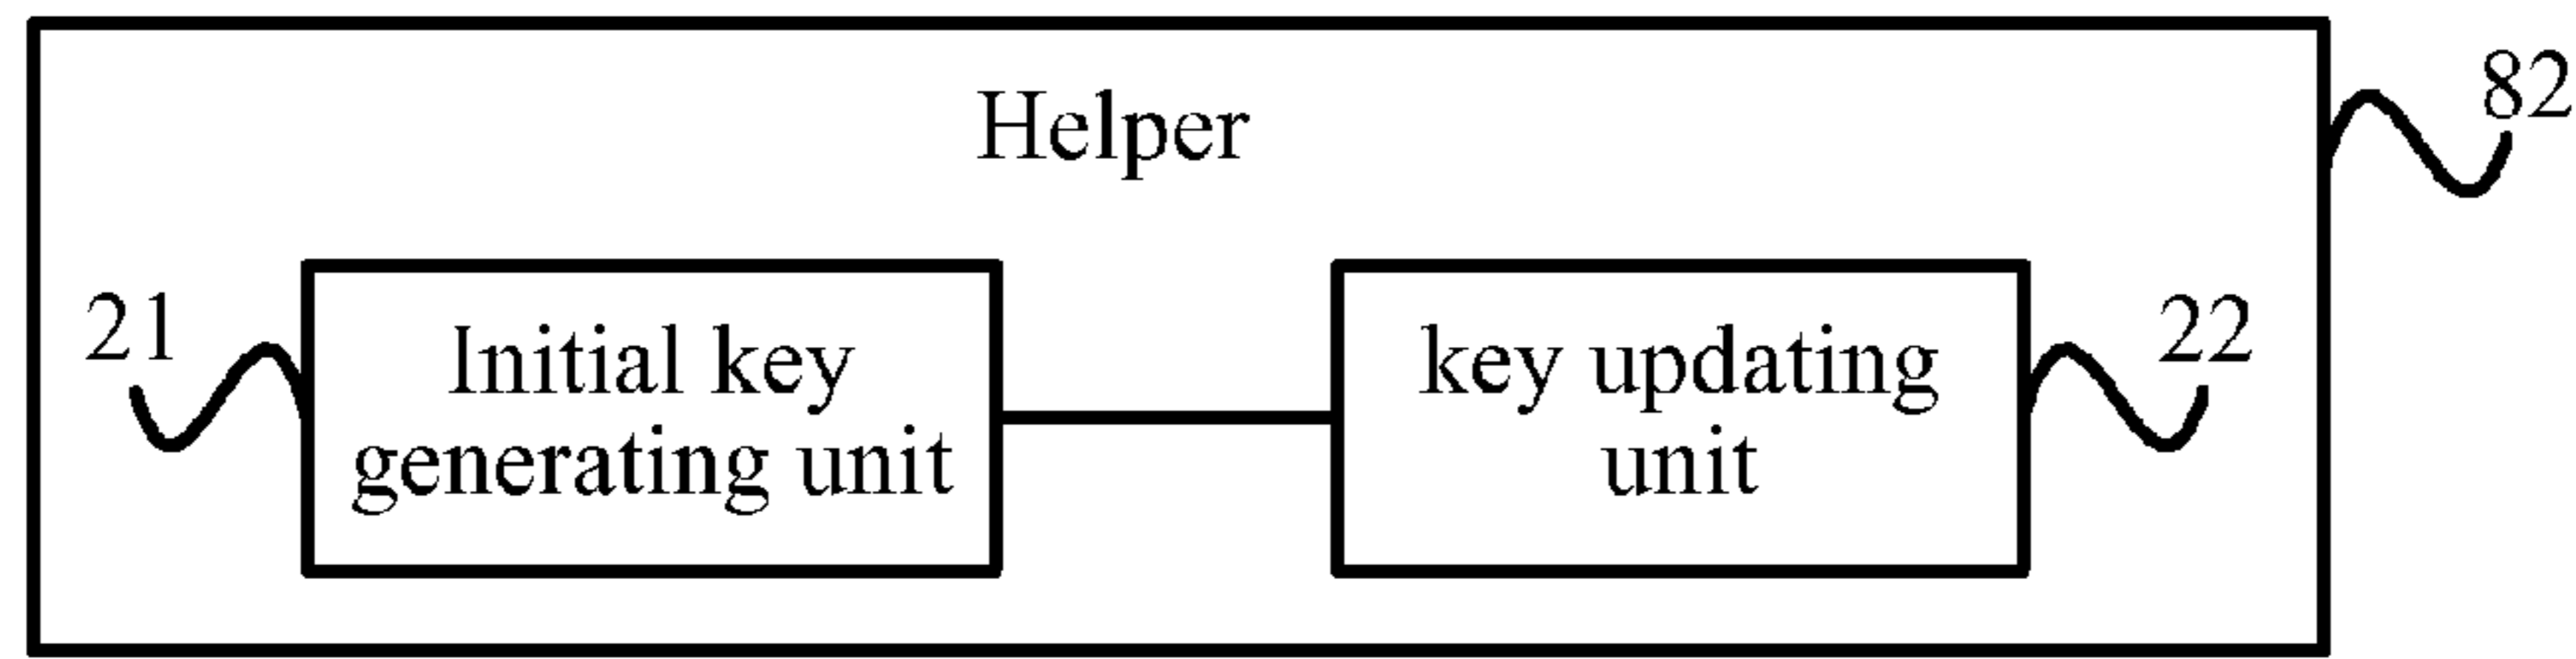 Helper
82
21
Initial key
generating unit
key updating
unit
22